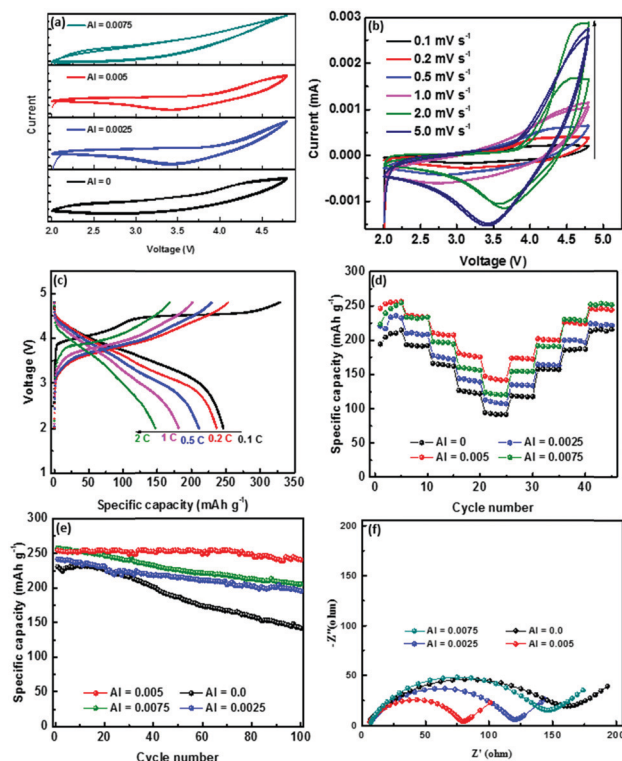 (a)
Al = 0.0075
Al = 0.005
Al = 0.0025
Al = 0
Current
2.0 2.5 3.0 3.5 4.0 4.5
Voltage (V)
(b)
0.1 mV s-1
0.2 mV s-1
0.5 mV s-1
1.0 mV s-1
2.0 mV s-1
5.0 mV s-1
0.003
0.002
0.001
0.000
-0.001
Current (mA)
2.0 2.5 3.0 3.5 4.0 4.5 5.0
Voltage (V)
(c)
5
4
3
2
1
Voltage (V)
2 C 1 C 0.5 C 0.2 C 0.1 C
0 50 100 150 200 250 300 350
Specific capacity (mAh g-1)
(d)
300
250
200
150
100
50
0
Specific capacity (mAh g-1)
Al = 0 Al = 0.0025
Al = 0.005 Al = 0.0075
0 10 20 30 40
Cycle number
(e)
300
250
200
150
100
50
0
Specific capacity (mAh g-1)
Al = 0.005 Al = 0.0
Al = 0.0075 Al = 0.0025
0 20 40 60 80 100
Cycle number
(f)
200
150
100
50
0
-Z''(ohm)
Al = 0.0075 Al = 0.0
Al = 0.0025 Al = 0.005
0 25 50 75 100 125 150 175 200
Z' (ohm)